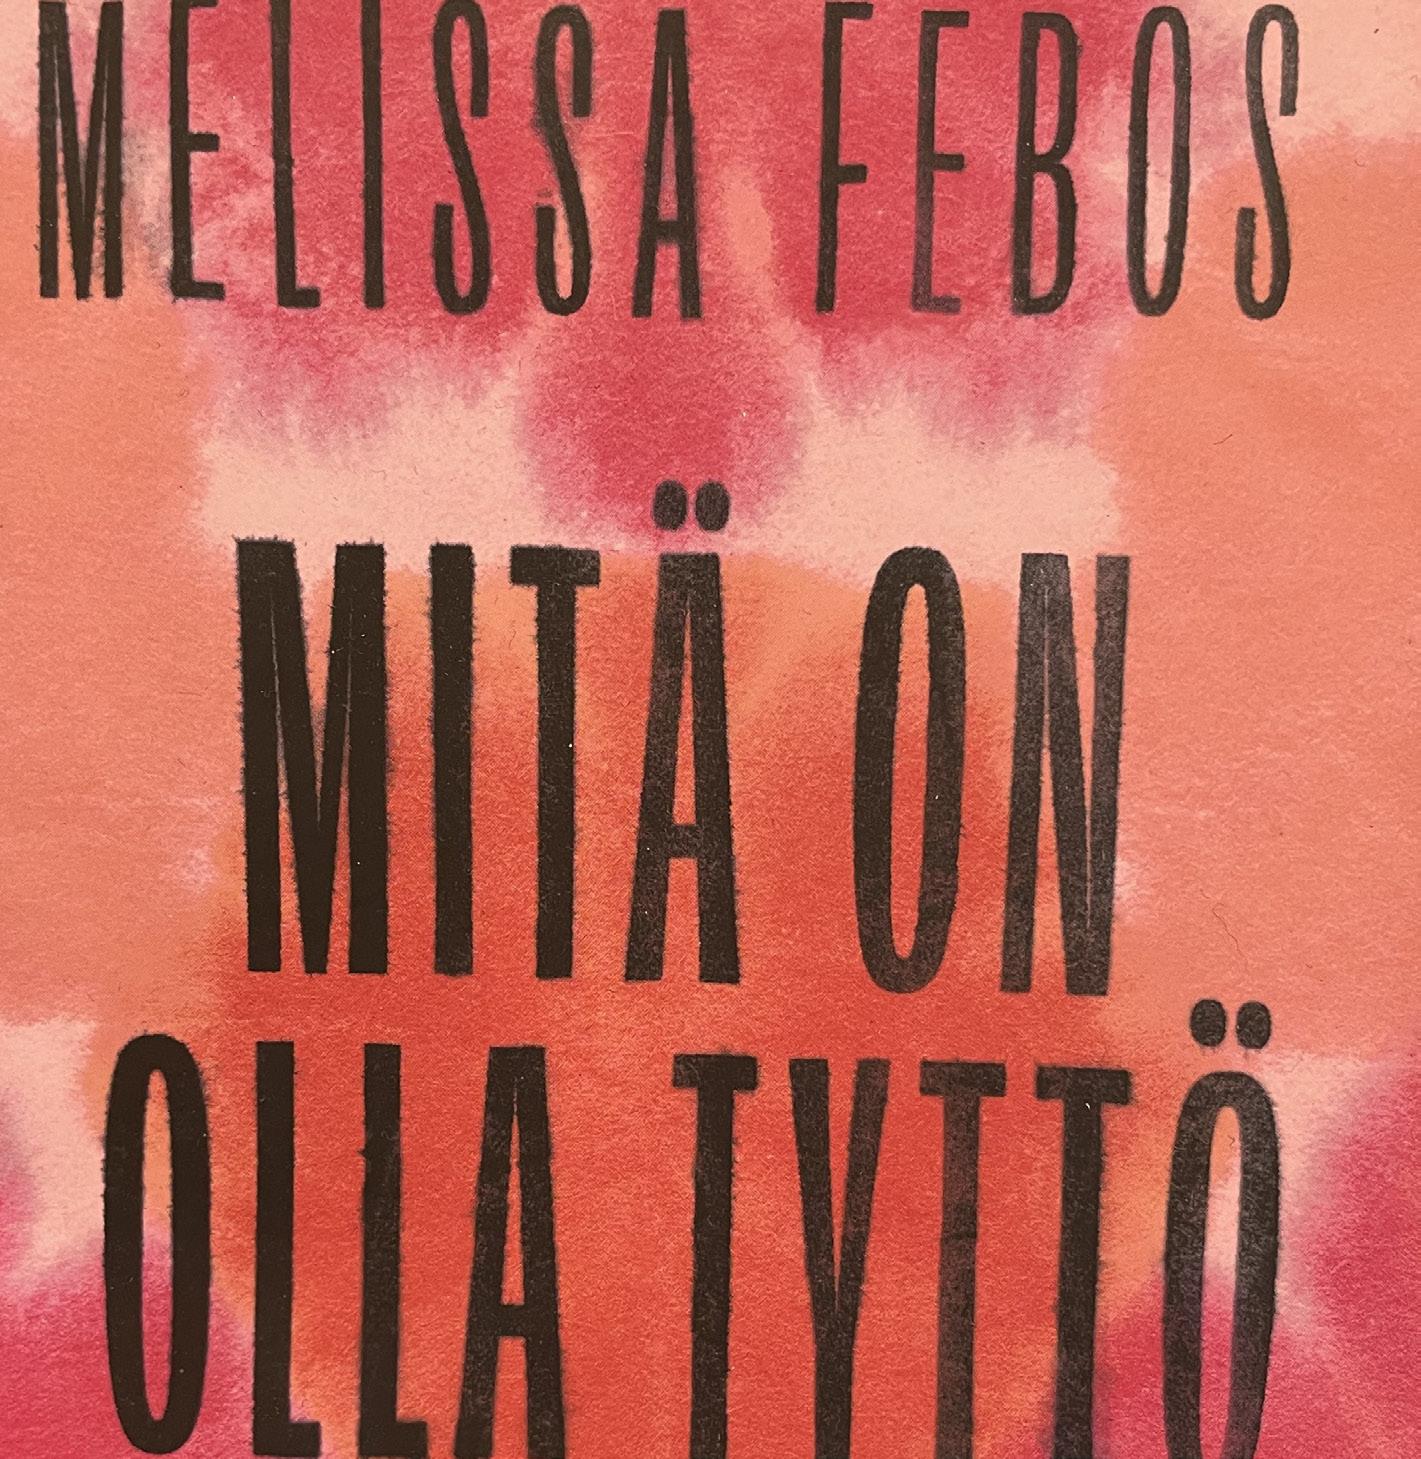 MELISSA FEBOS
MITÄ ON
OLLA TYTTÖ